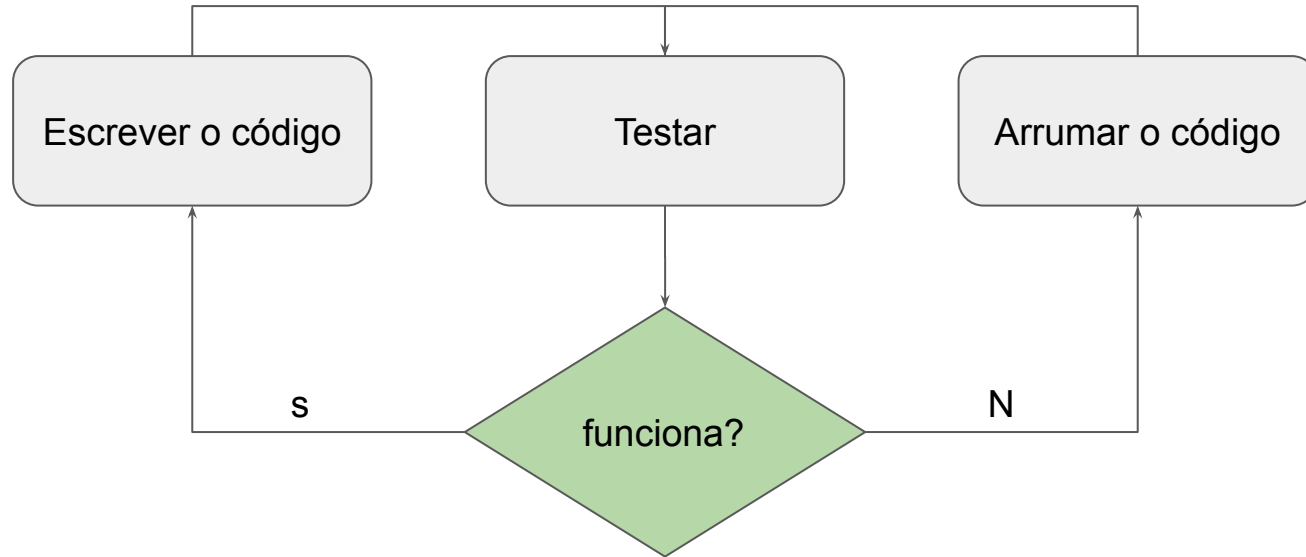 Escrever o código
Testar
Arrumar o código
s
N
funciona?